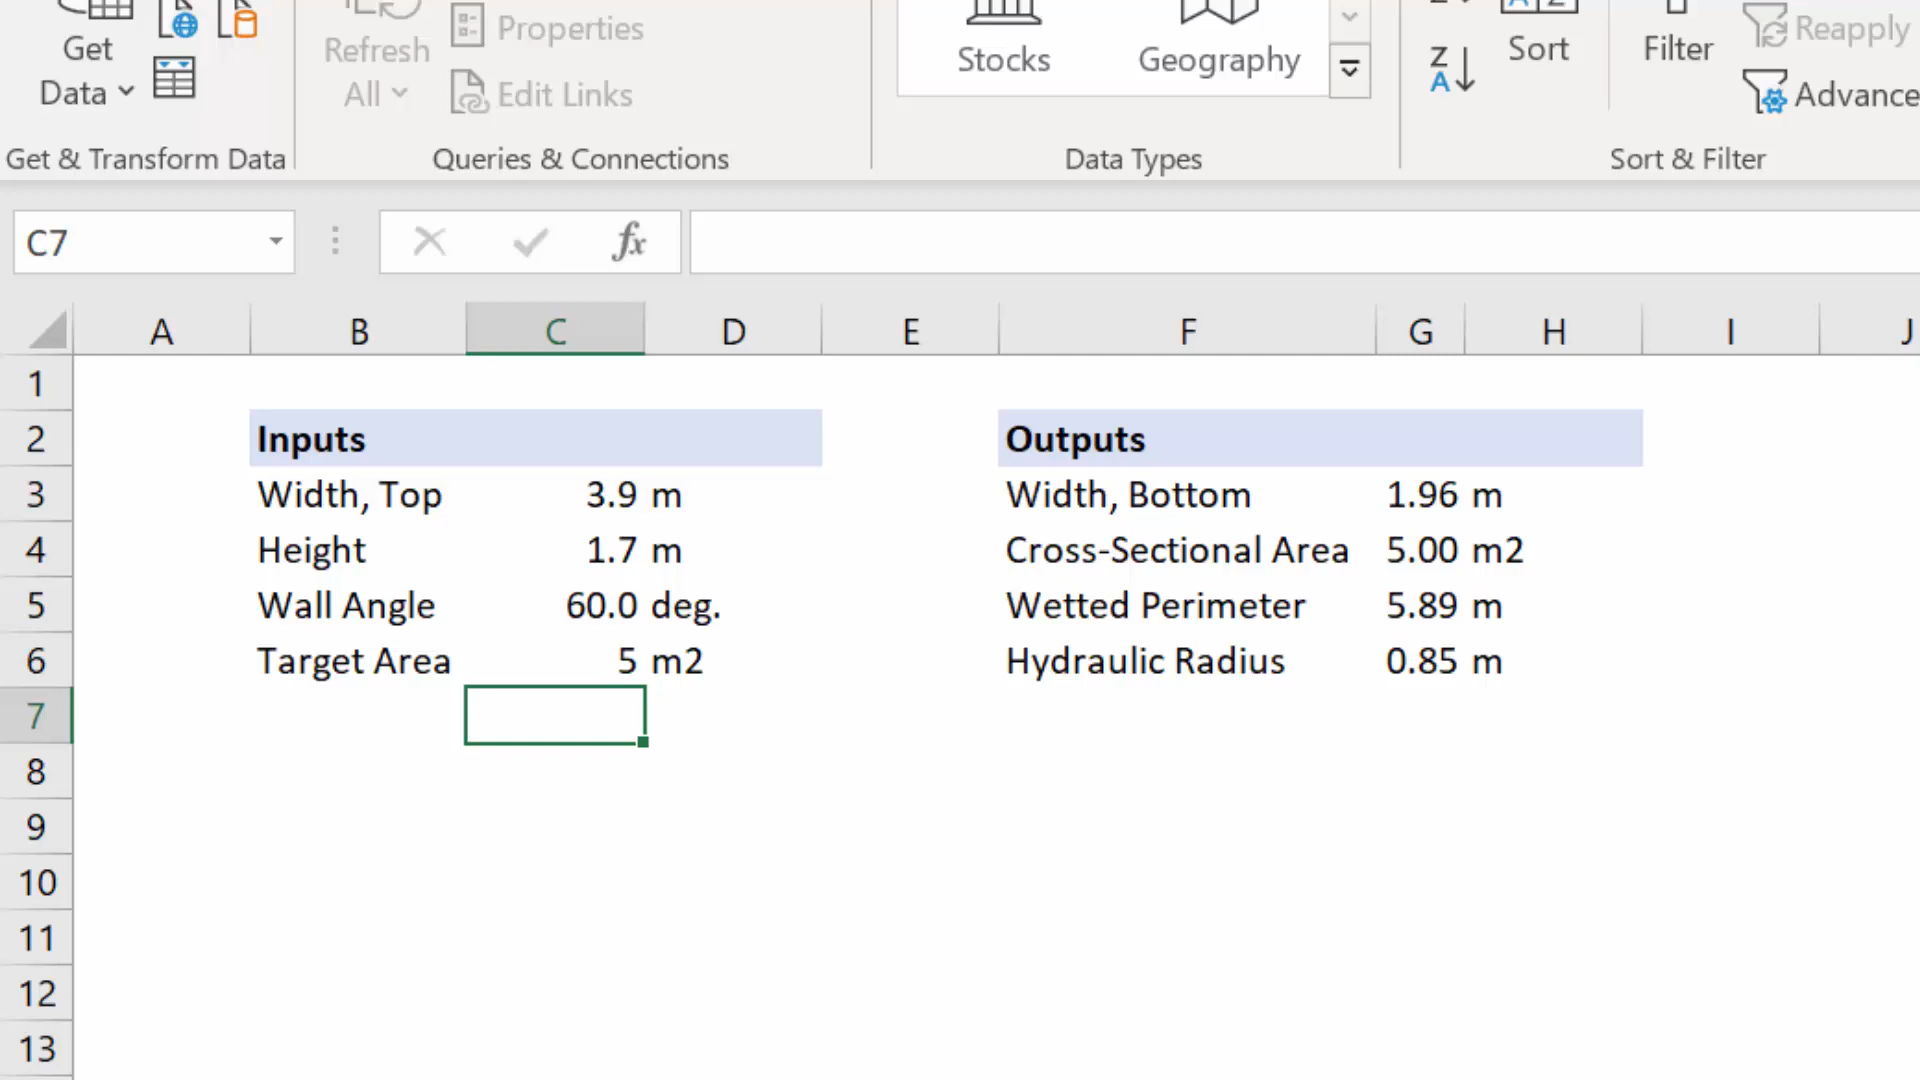 Get
Data
Refresh
All
Properties
Edit Links
Stocks
Geography
Z
A
Sort
Filter
Reapply
Advance
Get & Transform Data
Queries & Connections
Data Types
Sort & Filter
C7
fx
A B C D E F G H I J
1
2 Inputs Outputs
3 Width, Top 3.9 m Width, Bottom 1.96 m
4 Height 1.7 m Cross-Sectional Area 5.00 m2
5 Wall Angle 60.0 deg. Wetted Perimeter 5.89 m
6 Target Area 5 m2 Hydraulic Radius 0.85 m
7
8
9
10
11
12
13